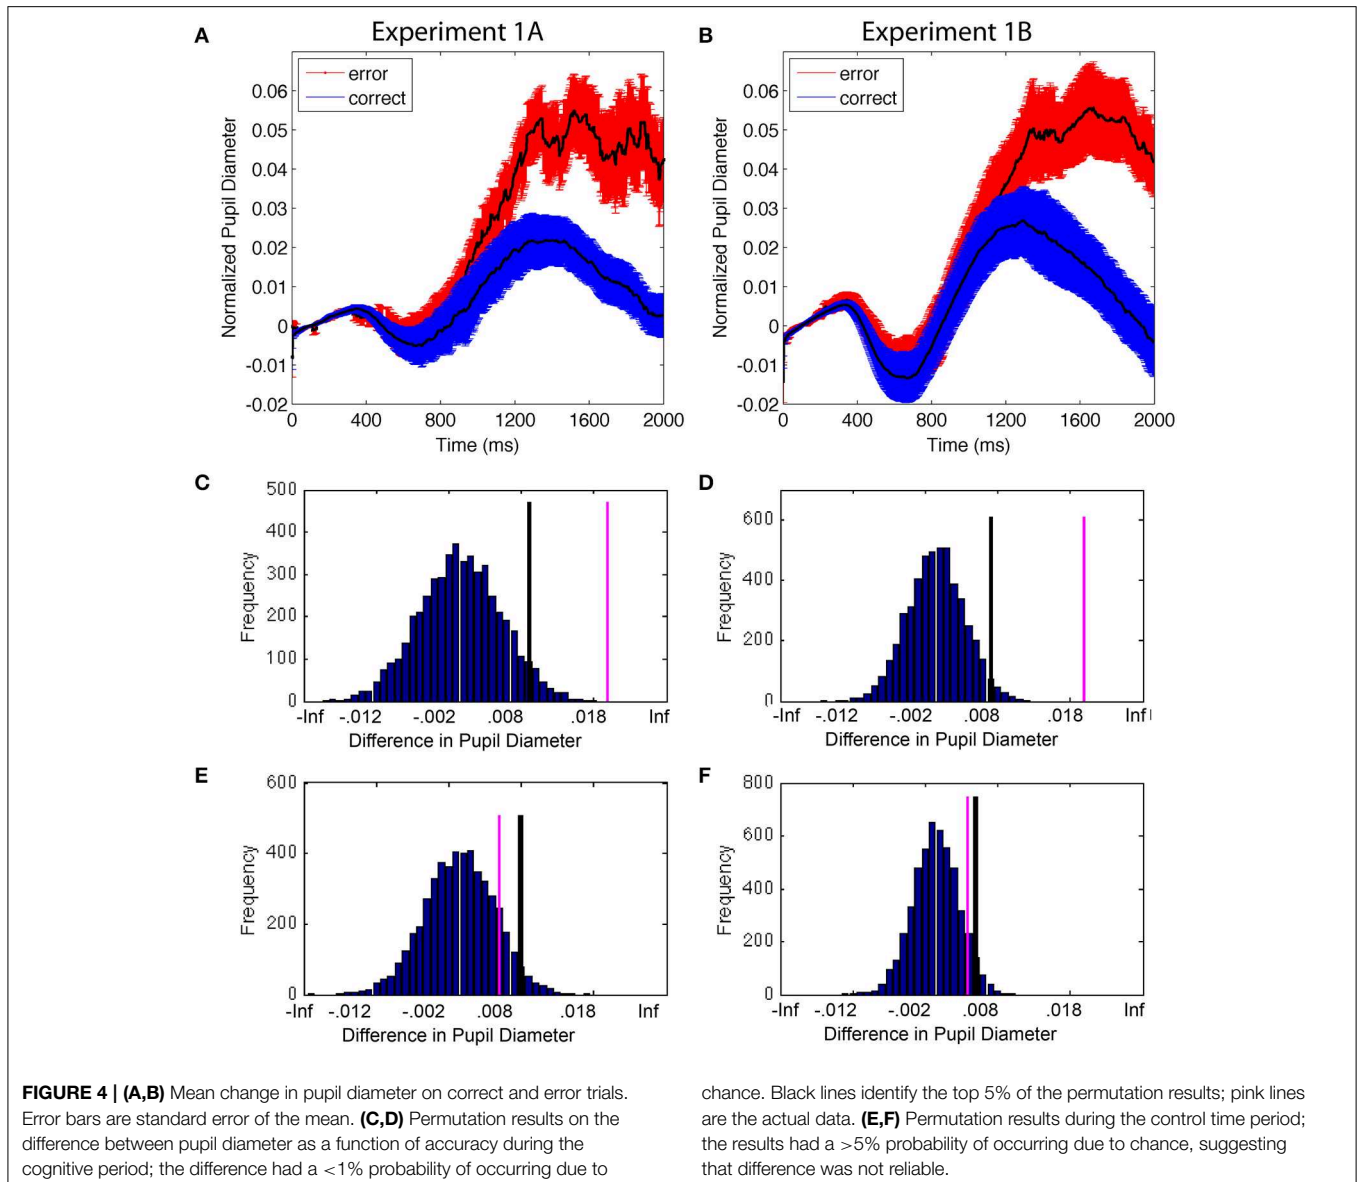 A
Experiment 1A
error
correct
Normalized Pupil Diameter
0.06
0.05
0.04
0.03
0.02
0.01
0
-0.01
-0.02
0 400 800 1200 1600 2000
Time (ms)
B
Experiment 1B
error
correct
Normalized Pupil Diameter
0.06
0.05
0.04
0.03
0.02
0.01
0
-0.01
-0.02
0 400 800 1200 1600 2000
Time (ms)
C
Frequency
500
400
300
200
100
0
-Inf -.012 -.002 .008 .018 Inf
Difference in Pupil Diameter
D
Frequency
600
400
200
0
-Inf -.012 -.002 .008 .018 Inf
Difference in Pupil Diameter
E
Frequency
600
400
200
0
-Inf -.012 -.002 .008 .018 Inf
Difference in Pupil Diameter
F
Frequency
800
600
400
200
0
-Inf -.012 -.002 .008 .018 Inf
Difference in Pupil Diameter
FIGURE 4 | (A,B) Mean change in pupil diameter on correct and error trials.
Error bars are standard error of the mean. (C,D) Permutation results on the
difference between pupil diameter as a function of accuracy during the
cognitive period; the difference had a <1% probability of occurring due to
chance. Black lines identify the top 5% of the permutation results; pink lines
are the actual data. (E,F) Permutation results during the control time period;
the results had a >5% probability of occurring due to chance, suggesting
that difference was not reliable.